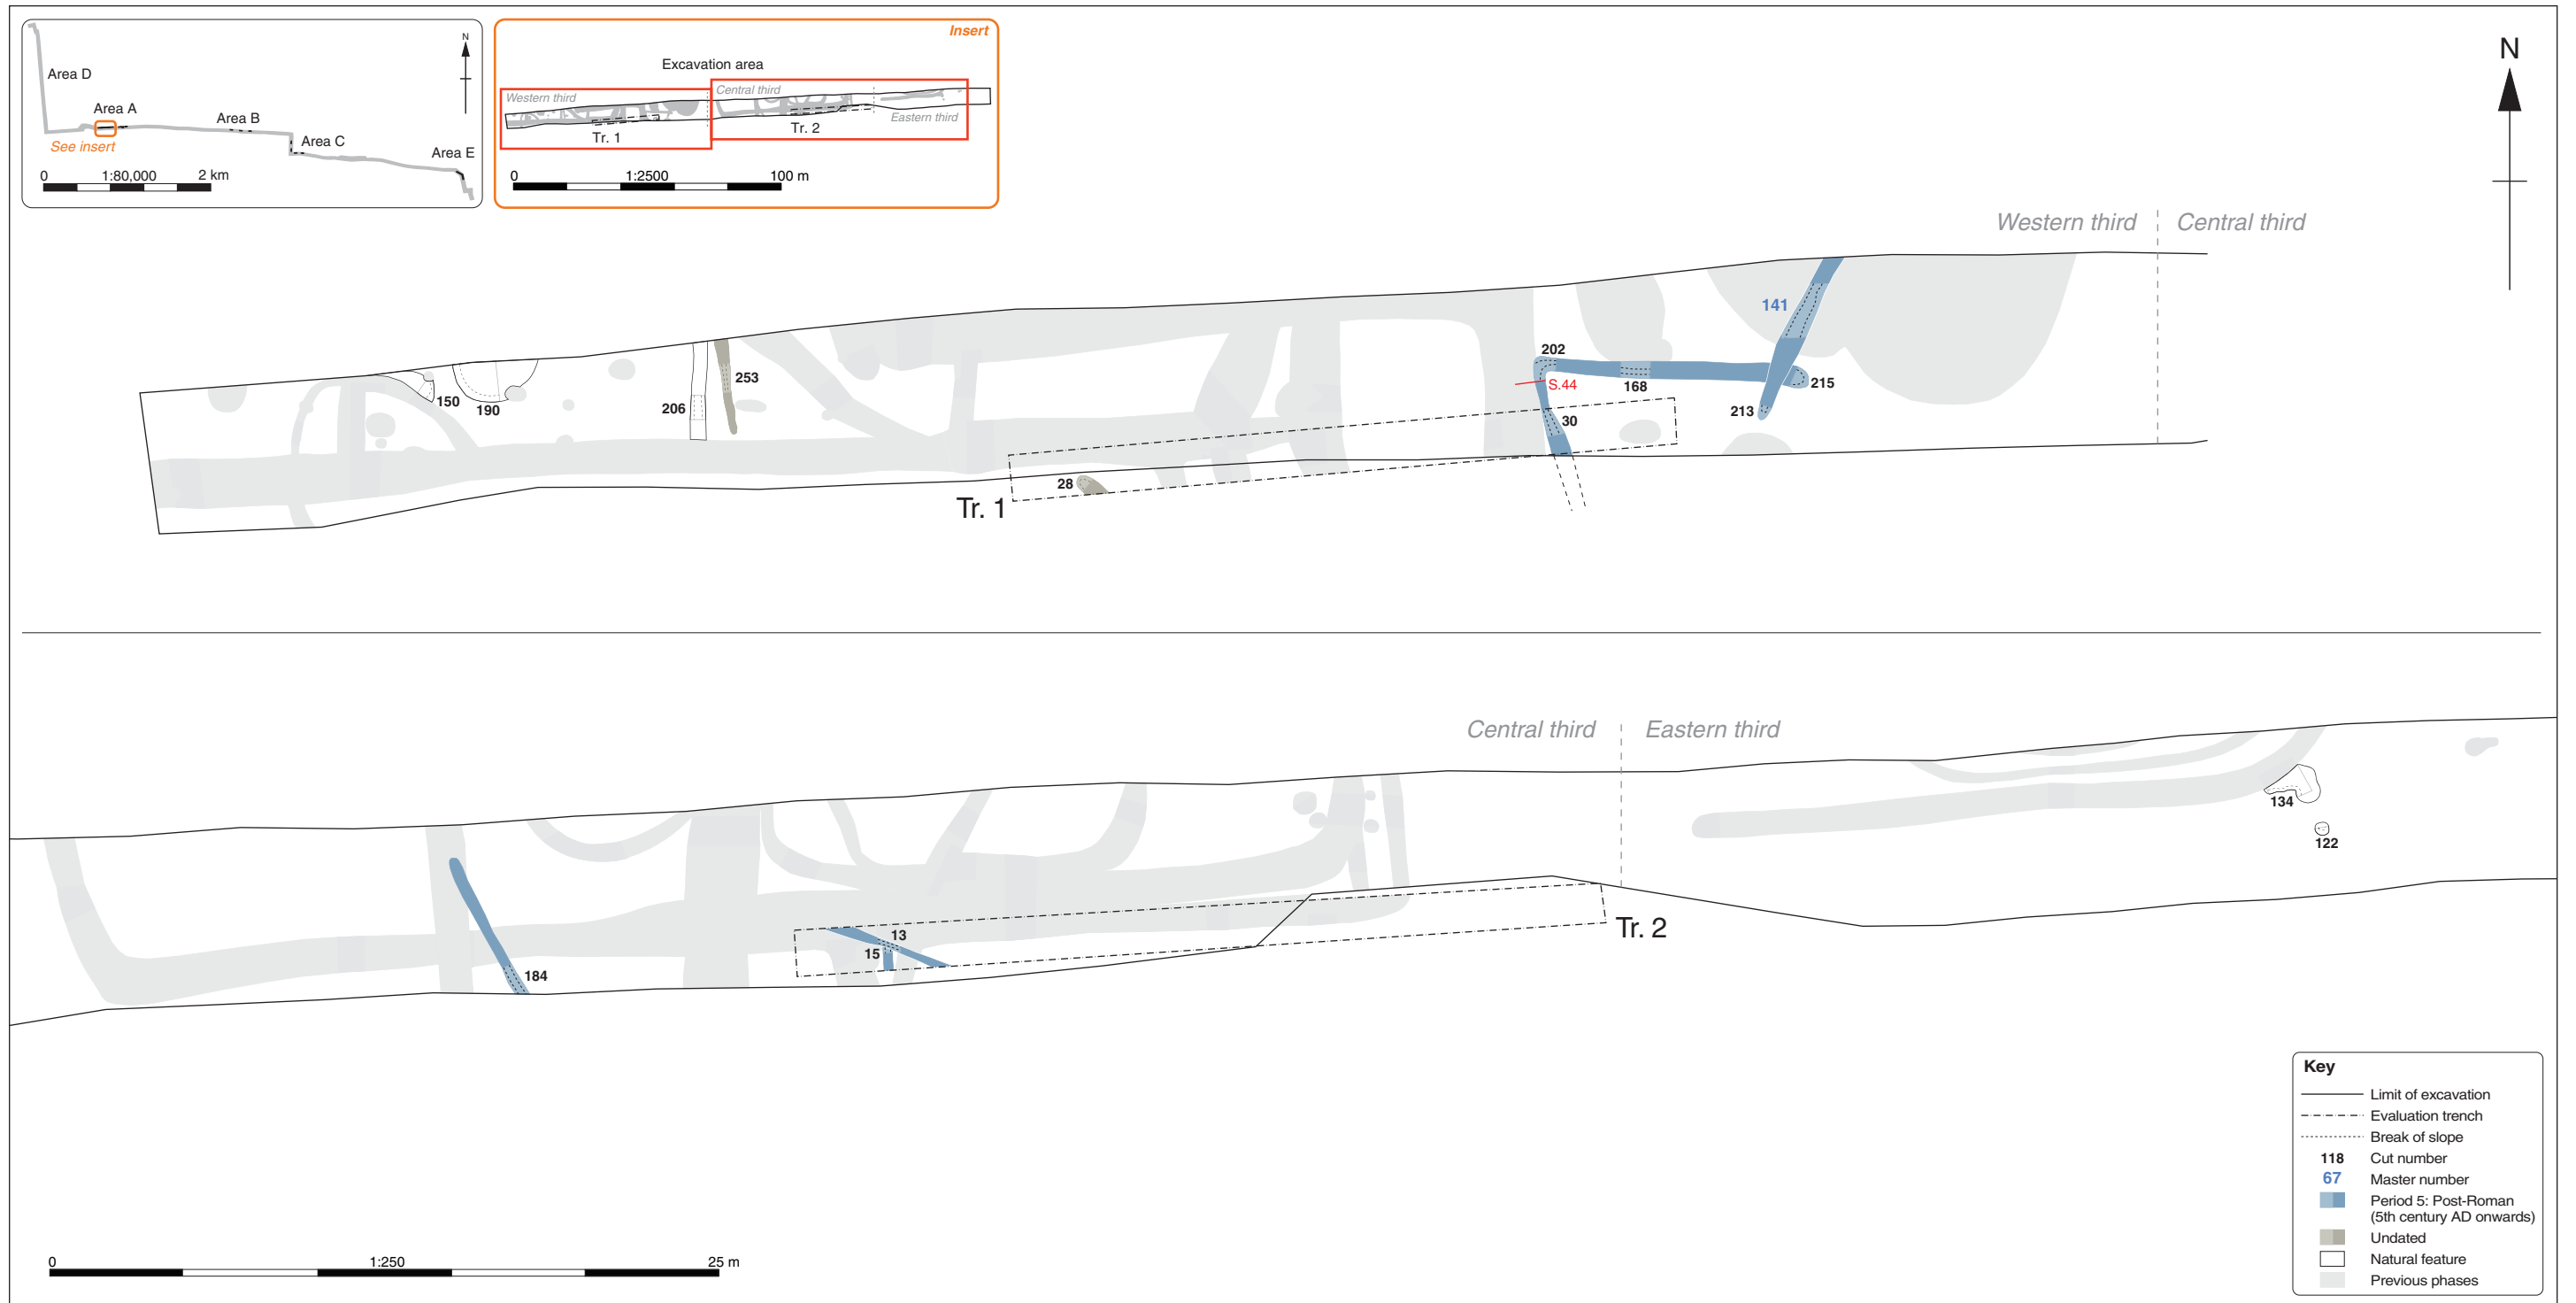 Area D
Area A
See insert
Area B
Area C
Area E
N
0 1:80,000 2 km
Insert
Excavation area
Western third
Central third
Eastern third
Tr. 1
Tr. 2
0 1:2500 100 m
N
Western third
Central third
141
202
S.44
168
215
213
30
253
206
150
190
28
Tr. 1
Central third
Eastern third
134
122
Tr. 2
13
15
184
0 1:250 25 m
Key
Limit of excavation
Evaluation trench
Break of slope
118 Cut number
67 Master number
Period 5: Post-Roman
(5th century AD onwards)
Undated
Natural feature
Previous phases